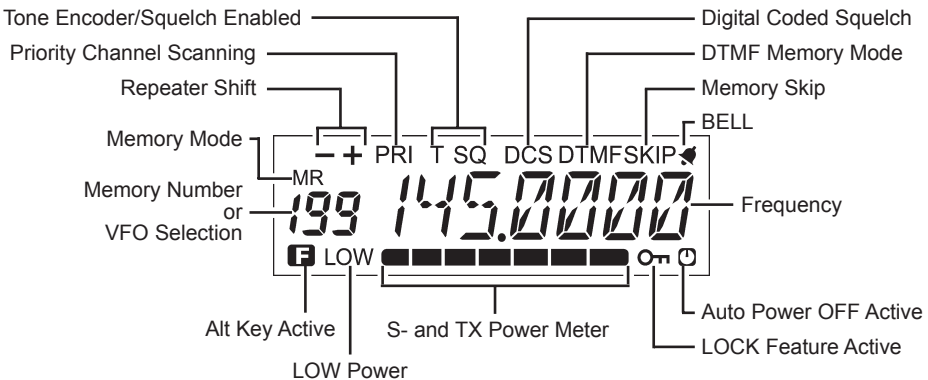 Tone Encoder/Squelch Enabled
Digital Coded Squelch
Priority Channel Scanning
DTMF Memory Mode
Repeater Shift
Memory Skip
BELL
Memory Mode
− + PRI T SQ DCS DTMF SKIP
MR
Memory Number
or
VFO Selection
199 145.0000
Frequency
F LOW
Alt Key Active
S- and TX Power Meter
Auto Power OFF Active
LOCK Feature Active
LOW Power